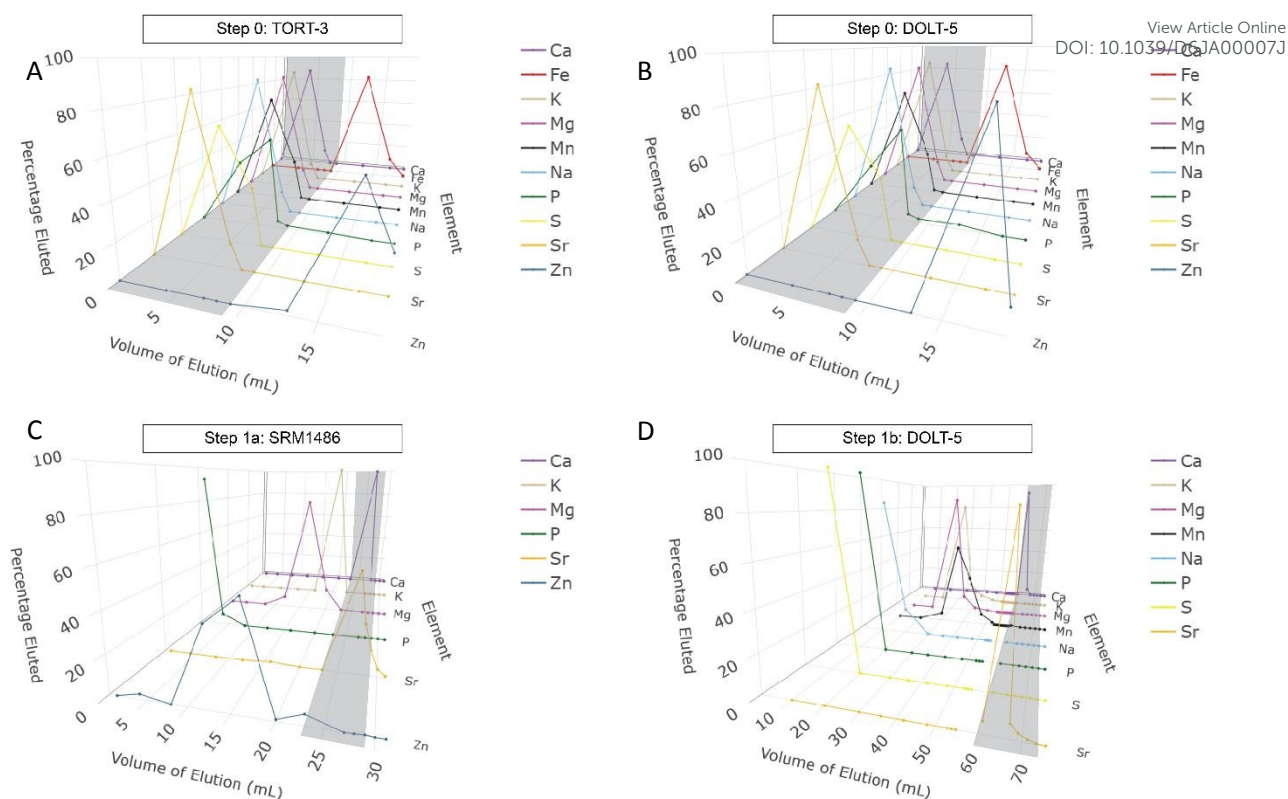 View Article Online
DOI: 10.1039/D6JA00007J
A
Step 0: TORT-3
Percentage Eluted
100
80
60
40
20
0
5
10
15
Volume of Elution (mL)
Element
Ca
Fe
K
Mg
Mn
Na
P
S
Sr
Zn
Ca
Fe
K
Mg
Mn
Na
P
S
Sr
Zn
B
Step 0: DOLT-5
Percentage Eluted
100
80
60
40
20
0
5
10
15
Volume of Elution (mL)
Element
Ca
Fe
K
Mg
Mn
Na
P
S
Sr
Zn
Ca
Fe
K
Mg
Mn
Na
P
S
Sr
Zn
C
Step 1a: SRM1486
Percentage Eluted
100
80
60
40
20
0
5
10
15
20
25
30
Volume of Elution (mL)
Element
Ca
K
Mg
P
Sr
Zn
Ca
K
Mg
P
Sr
Zn
D
Step 1b: DOLT-5
Percentage Eluted
100
80
60
40
20
0
10
20
30
40
50
60
70
Volume of Elution (mL)
Element
Ca
K
Mg
Mn
Na
P
S
Sr
Ca
K
Mg
Mn
Na
P
S
Sr